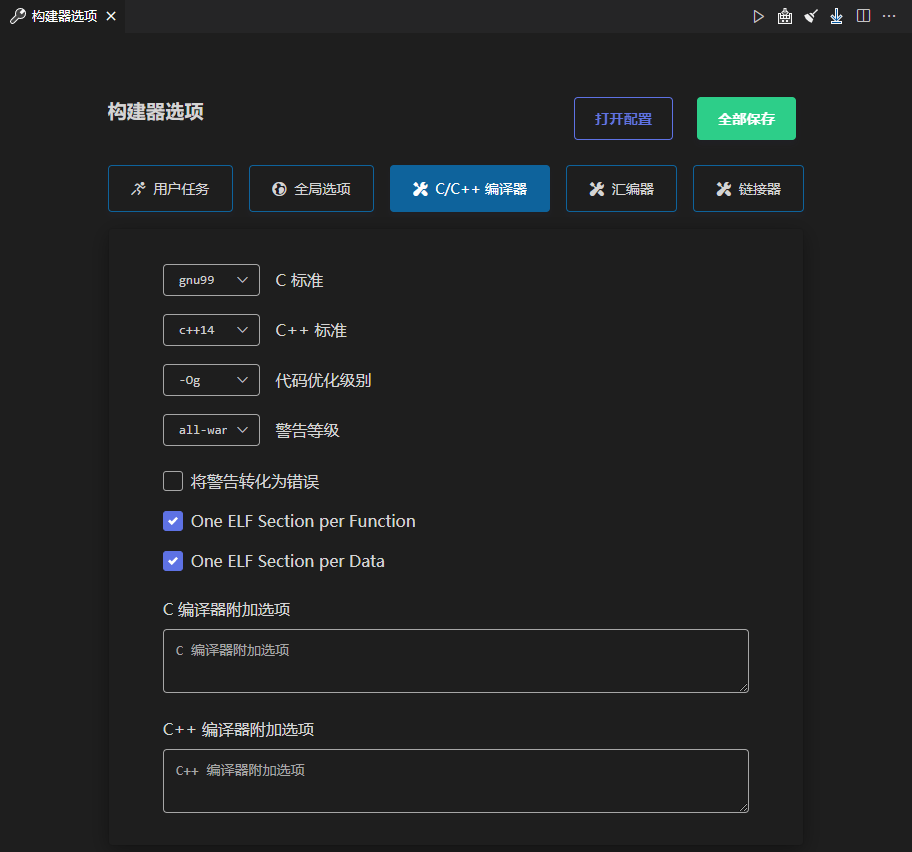 构建器选项
构建器选项
打开配置
全部保存
用户任务
全局选项
C/C++ 编译器
汇编器
链接器
gnu99
C 标准
c++14
C++ 标准
-Og
代码优化级别
all-war
警告等级
将警告转化为错误
One ELF Section per Function
One ELF Section per Data
C 编译器附加选项
C 编译器附加选项
C++ 编译器附加选项
C++ 编译器附加选项